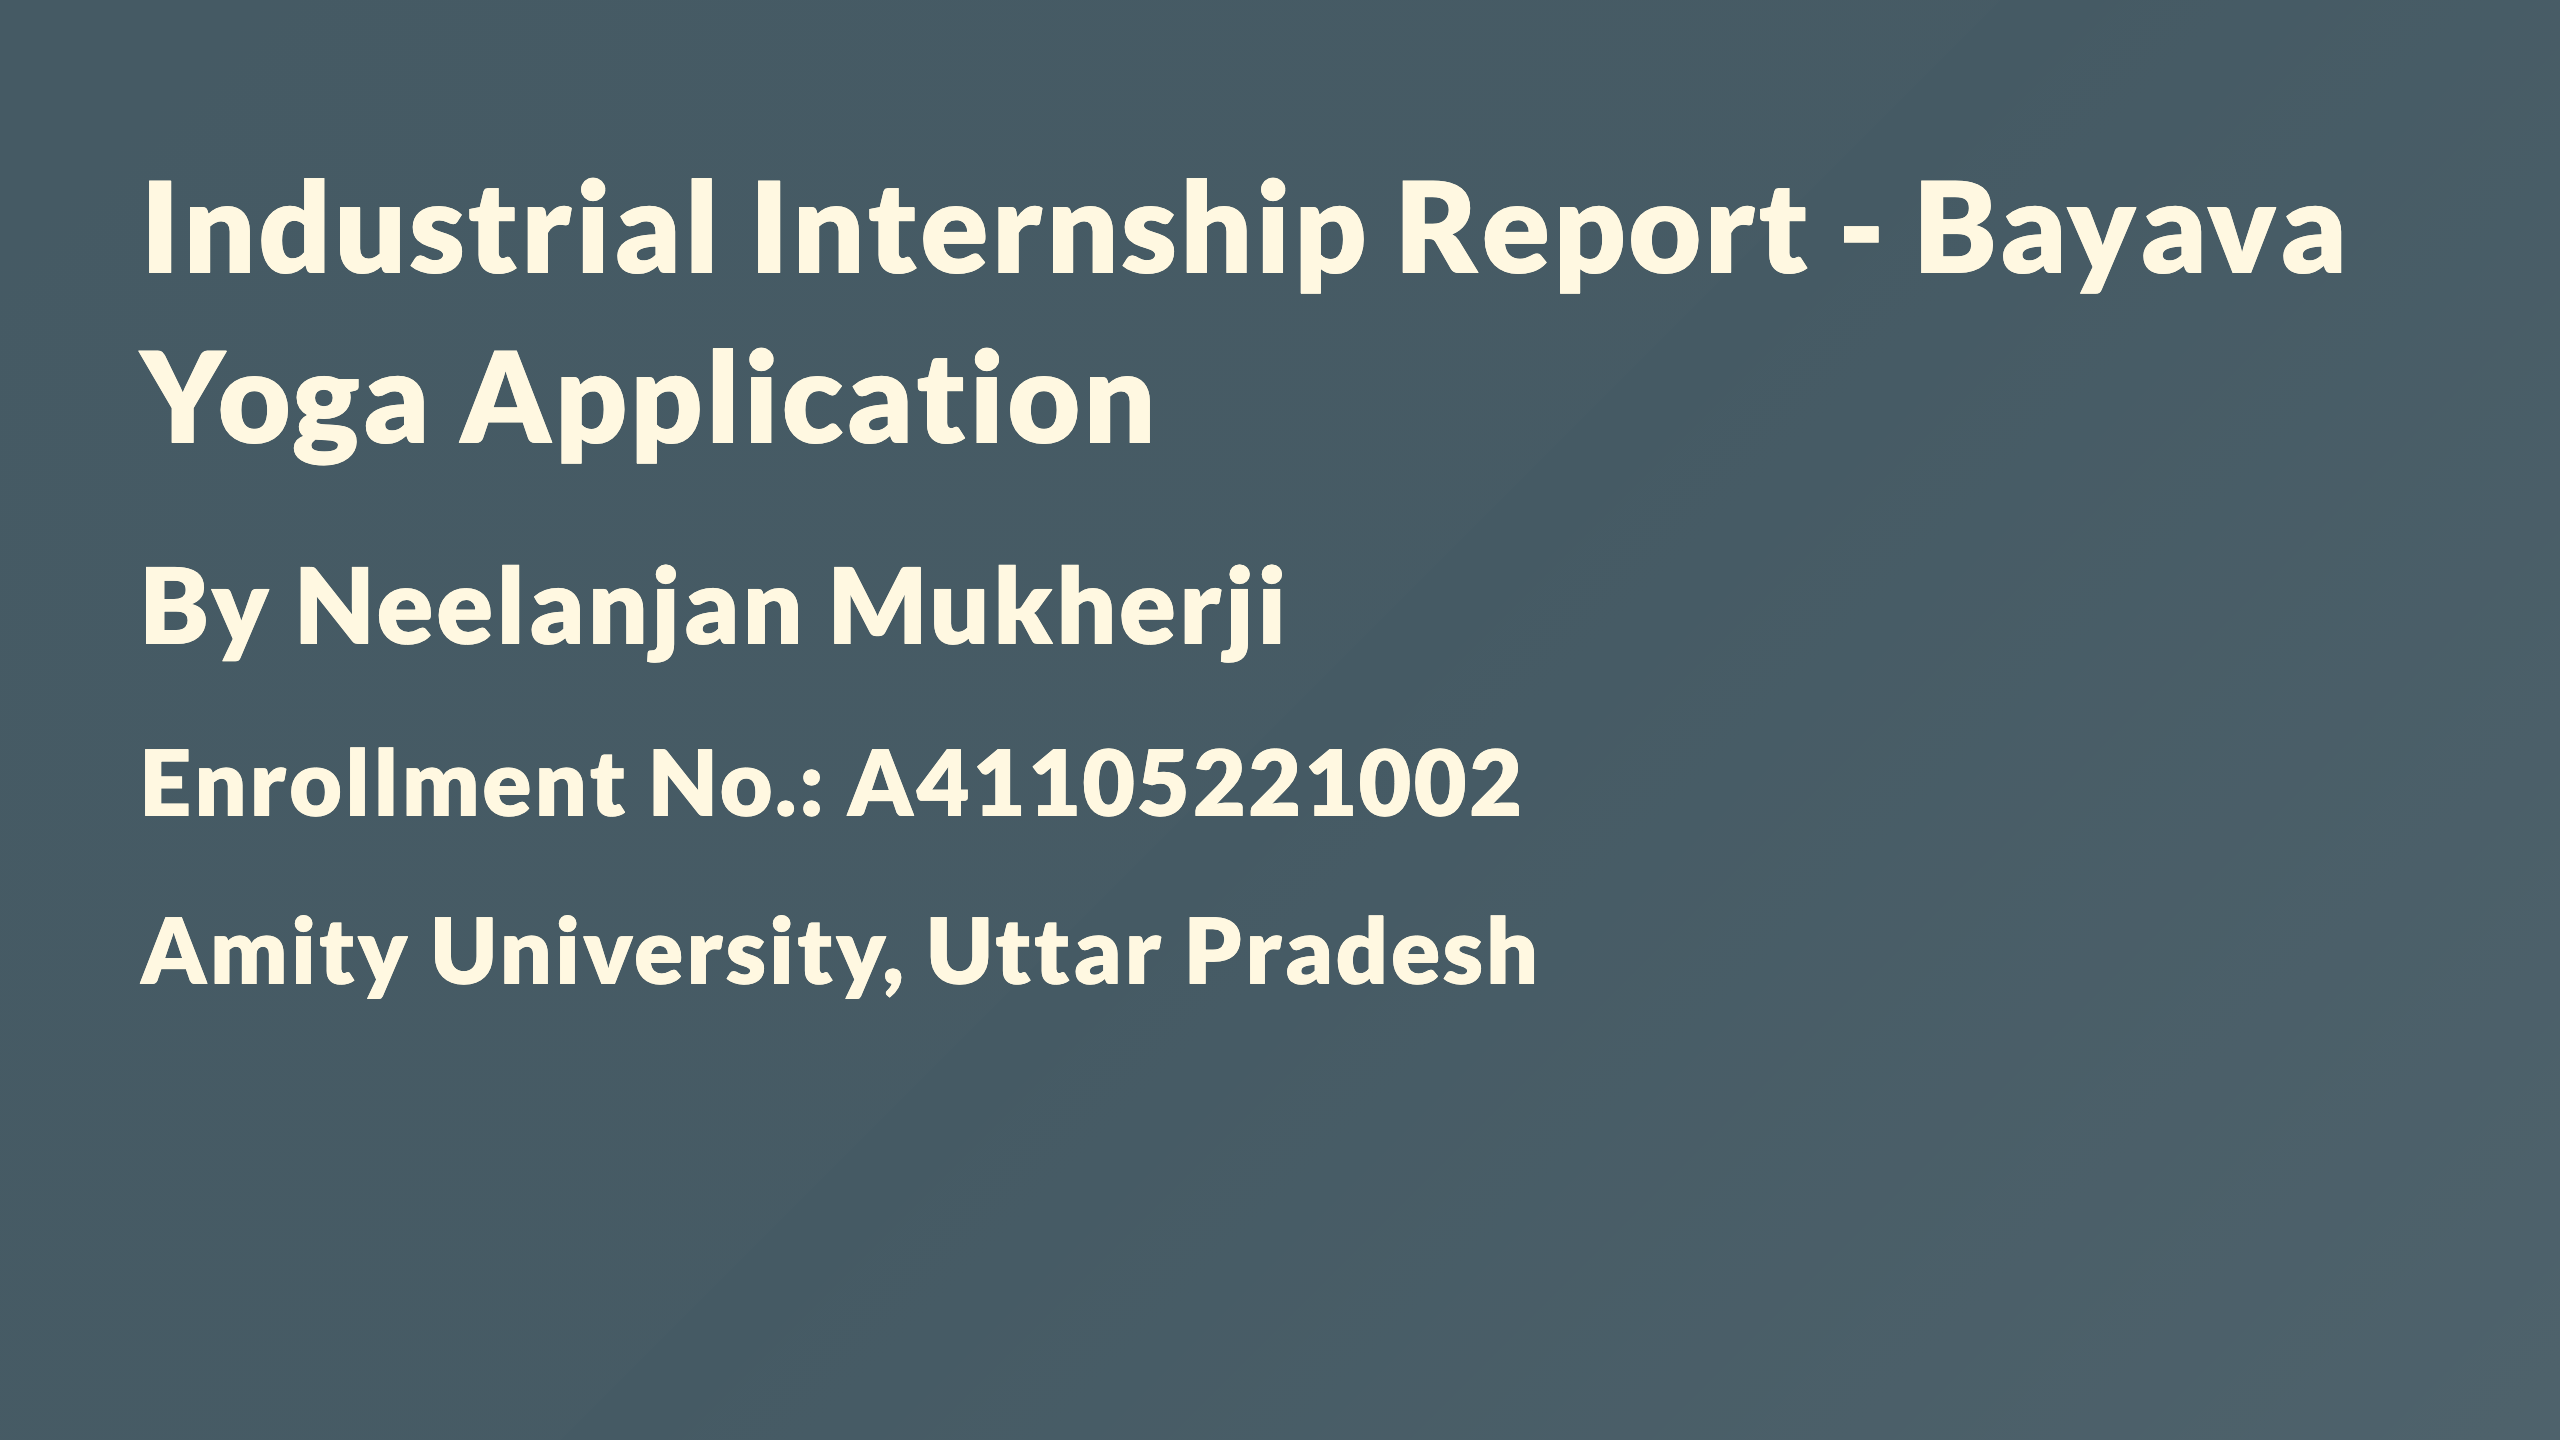 Industrial Internship Report - Bayava
Yoga Application
By Neelanjan Mukherji
Enrollment No.: A41105221002
Amity University, Uttar Pradesh